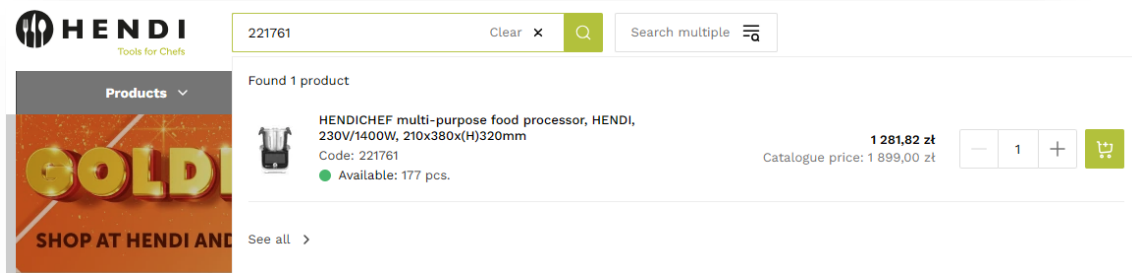 HENDI
Tools for Chefs
221761
Clear
Search multiple
Products
Found 1 product
HENDICHEF multi-purpose food processor, HENDI,
230V/1400W, 210x380x(H)320mm
Code: 221761
Available: 177 pcs.
1 281,82 zł
Catalogue price: 1 899,00 zł
1
See all
GOLD
SHOP AT HENDI AND